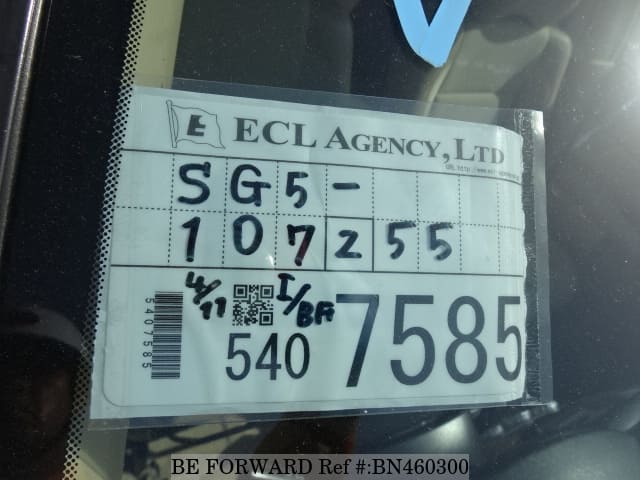 E ECL AGENCY, LTD
SG5-
107255
4/11 I/BF
540 7585
5407585
BE FORWARD Ref #:BN460300